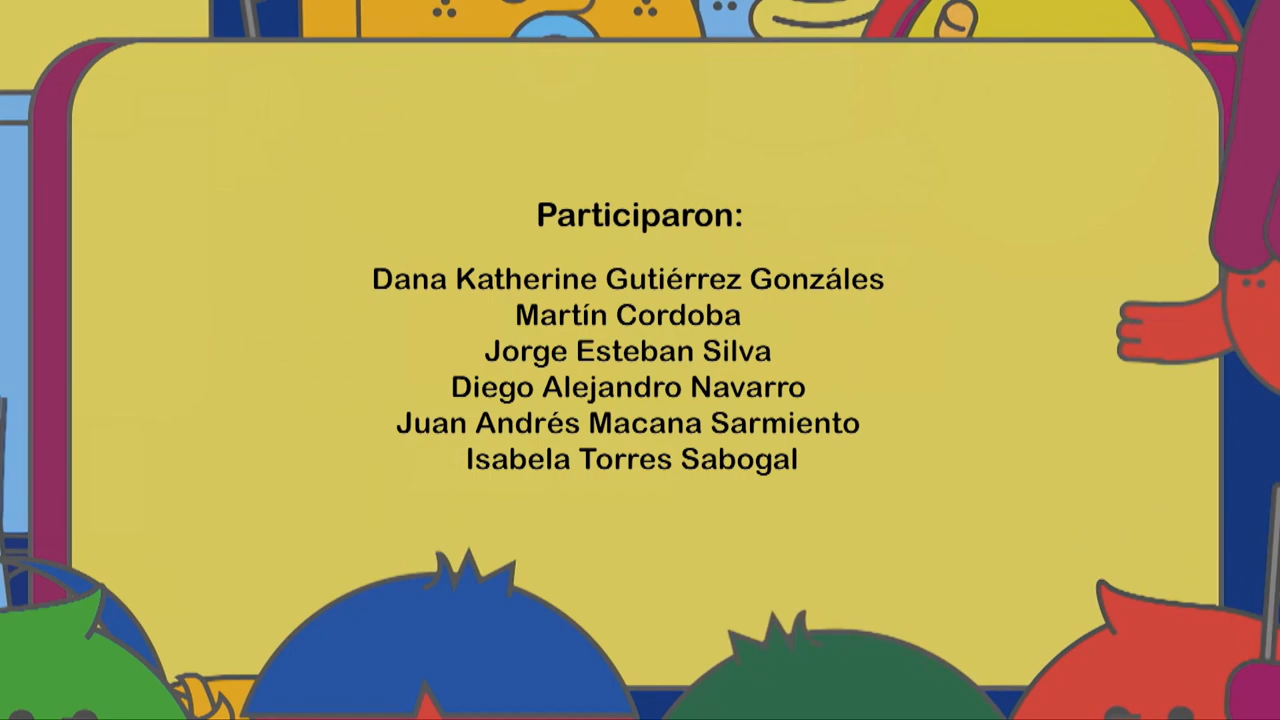 Participaron:
Dana Katherine Gutiérrez Gonzáles
Martín Cordoba
Jorge Esteban Silva
Diego Alejandro Navarro
Juan Andrés Macana Sarmiento
Isabela Torres Sabogal